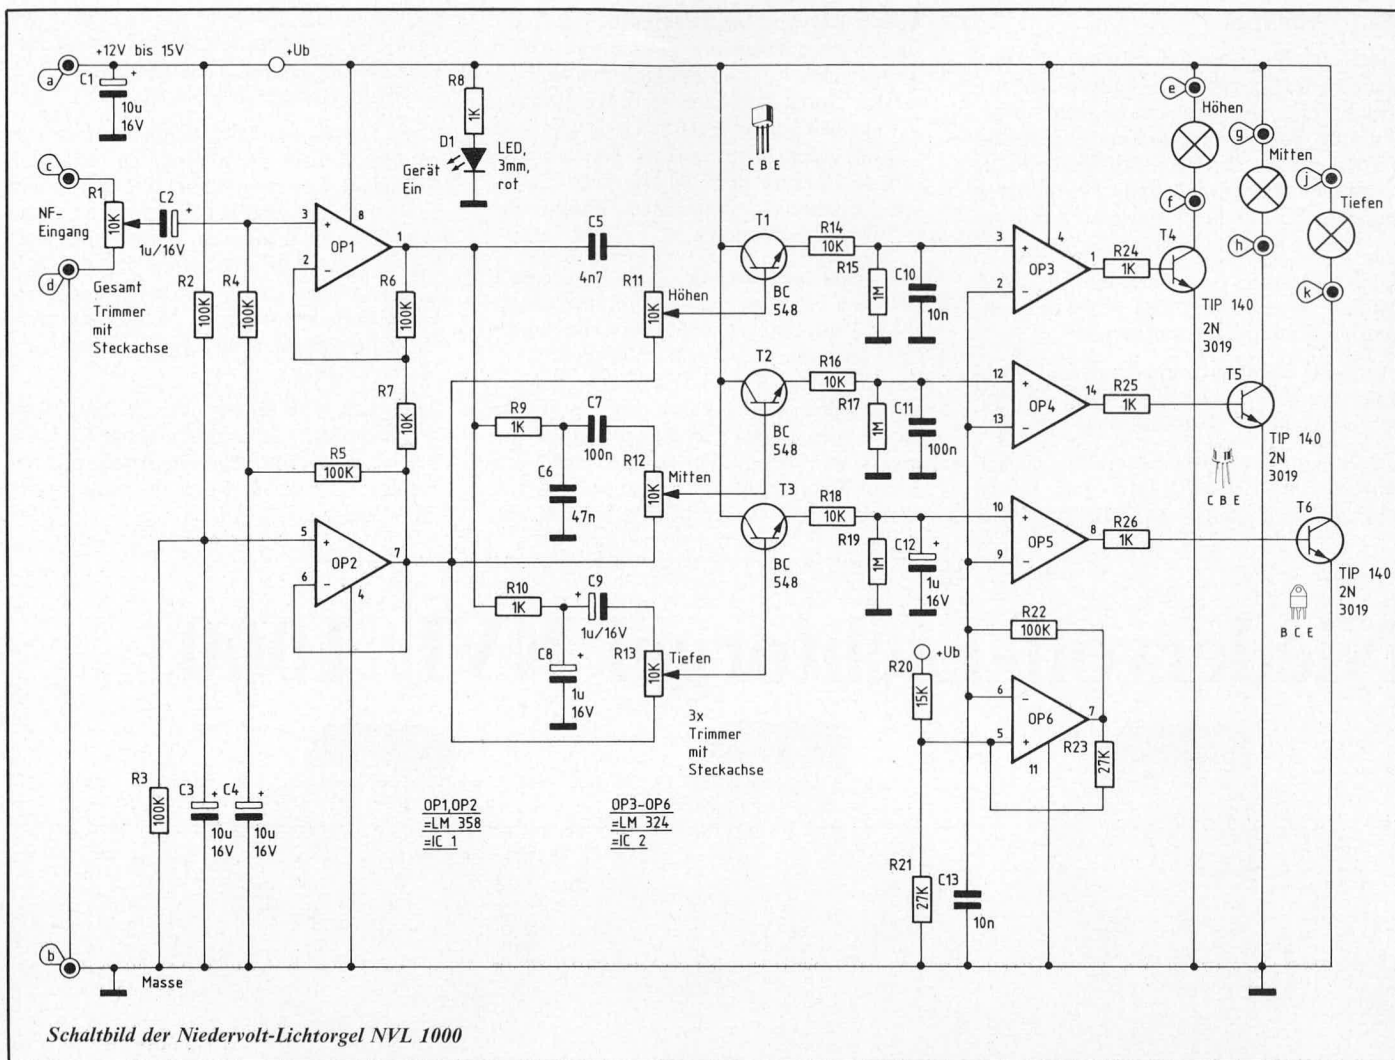 a
+12V bis 15V
+Ub
C1
+
10u
16V
R8
1K
D1
LED,
3mm,
rot
Gerät
Ein
C B E
e
Höhen
g
Mitten
j
Tiefen
f
h
k
c
R1
10K
C2
+
1u/16V
NF-
Eingang
d
Gesamt
Trimmer
mit
Steckachse
R2
100K
R4
100K
3
+
8
OP1
1
2
−
R6
100K
R7
10K
R5
100K
C5
4n7
R11
10K
Höhen
R9
1K
C7
100n
C6
47n
R12
10K
Mitten
R10
1K
+
C9
1u/16V
C8
+
1u
16V
R13
10K
Tiefen
3x
Trimmer
mit
Steckachse
5
+
OP2
7
6
−
4
T1
BC
548
R14
10K
R15
1M
C10
10n
3
+
4
OP3
1
2
−
R24
1K
T4
TIP 140
2N
3019
T2
BC
548
R16
10K
R17
1M
C11
100n
12
+
OP4
14
13
−
R25
1K
T5
TIP 140
2N
3019
C B E
T3
BC
548
R18
10K
R19
1M
C12
+
1u
16V
10
+
OP5
8
9
−
R26
1K
T6
TIP 140
2N
3019
B C E
R22
100K
+Ub
R20
15K
6
−
OP6
7
5
+
11
R23
27K
R21
27K
C13
10n
R3
100K
C3
+
10u
16V
C4
+
10u
16V
OP1,OP2
=LM 358
=IC 1
OP3-OP6
=LM 324
=IC 2
b
Masse
Schaltbild der Niedervolt-Lichtorgel NVL 1000